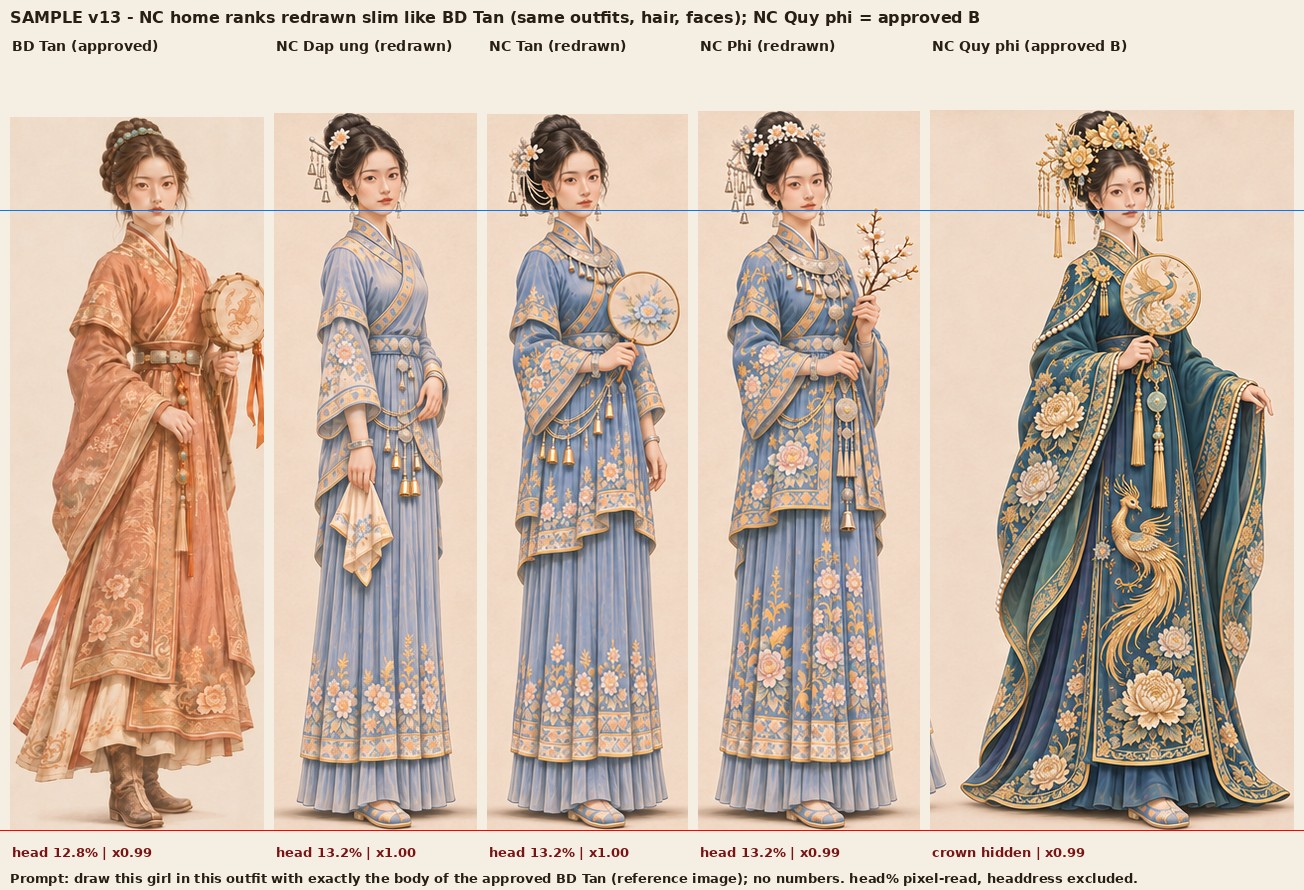 SAMPLE v13 - NC home ranks redrawn slim like BD Tan (same outfits, hair, faces); NC Quy phi = approved B
BD Tan (approved)
NC Dap ung (redrawn)
NC Tan (redrawn)
NC Phi (redrawn)
NC Quy phi (approved B)
head 12.8% | x0.99
head 13.2% | x1.00
head 13.2% | x1.00
head 13.2% | x0.99
crown hidden | x0.99
Prompt: draw this girl in this outfit with exactly the body of the approved BD Tan (reference image); no numbers. head% pixel-read, headdress excluded.